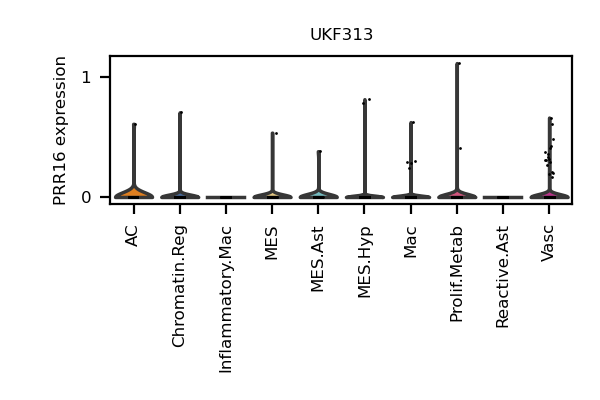 UKF313
PRR16 expression
1
0
AC
Chromatin.Reg
Inflammatory.Mac
MES
MES.Ast
MES.Hyp
Mac
Prolif.Metab
Reactive.Ast
Vasc